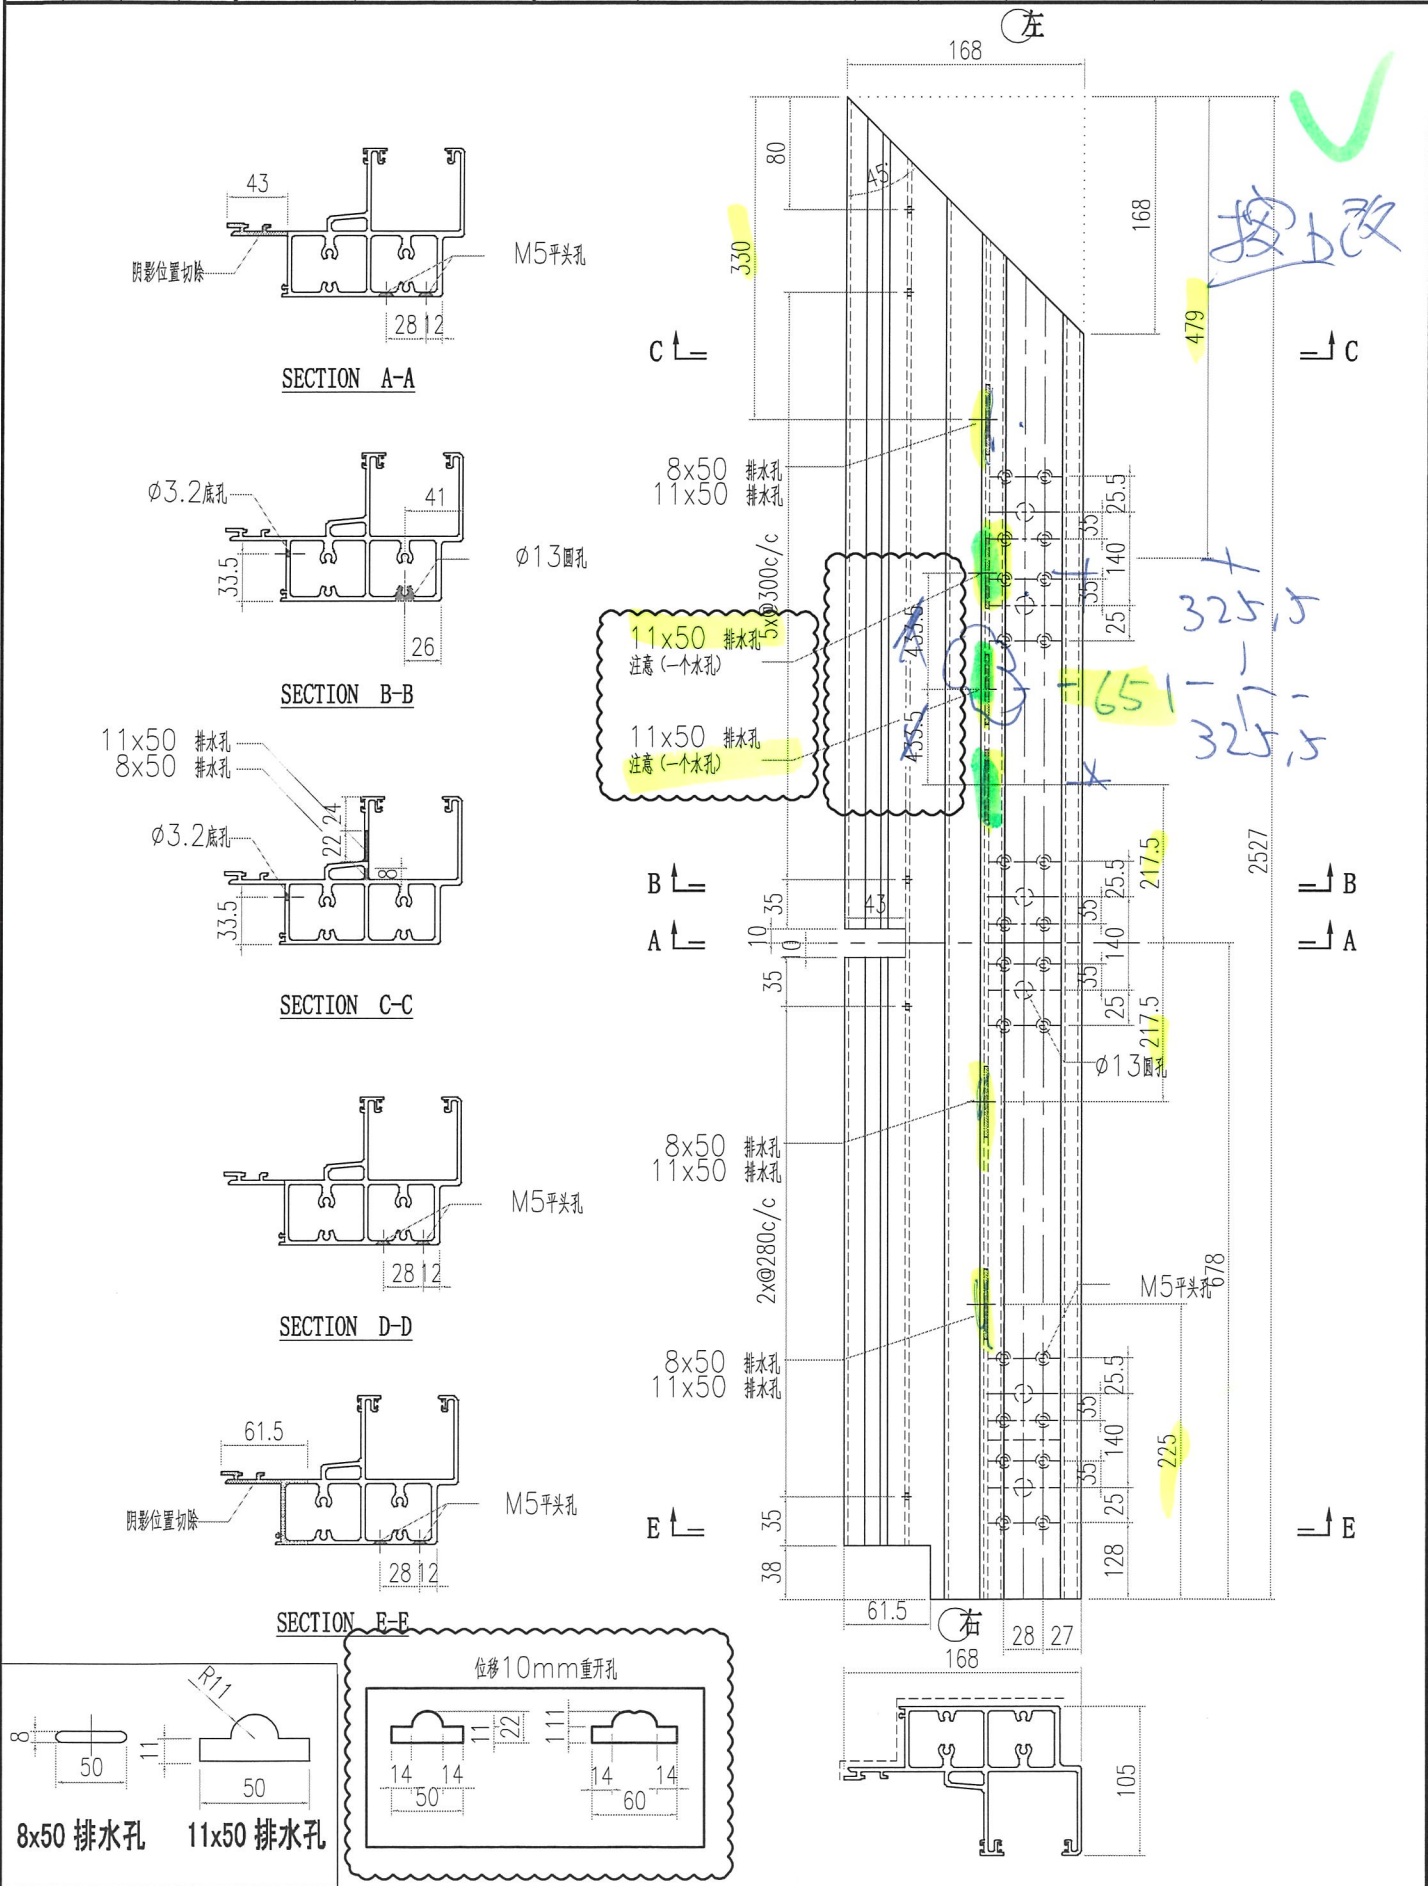 左
168
43
阴影位置切除
M5平头孔
28
12
SECTION A-A
Ø3.2底孔
41
Ø13圆孔
33.5
26
SECTION B-B
11x50 排水孔
8x50 排水孔
Ø3.2底孔
24
22
8
33.5
SECTION C-C
M5平头孔
28
12
SECTION D-D
61.5
阴影位置切除
M5平头孔
28
12
SECTION E-E
80
330
45°
168
479
按b改
C
C
8x50 排水孔
11x50 排水孔
5x@300c/c
25.5
35
140
35
25
11x50 排水孔
注意(一个水孔)
11x50 排水孔
注意(一个水孔)
325,5
=651
325,5
2527
B
B
A
A
35
43
10
10
35
25.5
35
140
35
25
217.5
217.5
Ø13圆孔
8x50 排水孔
11x50 排水孔
2x@280c/c
M5平头孔
678
8x50 排水孔
11x50 排水孔
25.5
35
140
35
25
128
225
E
E
35
38
61.5
右
28
27
168
105
位移10mm重开孔
11
22
14
14
50
11
11
14
14
60
8
50
8x50 排水孔
R11
11
50
11x50 排水孔